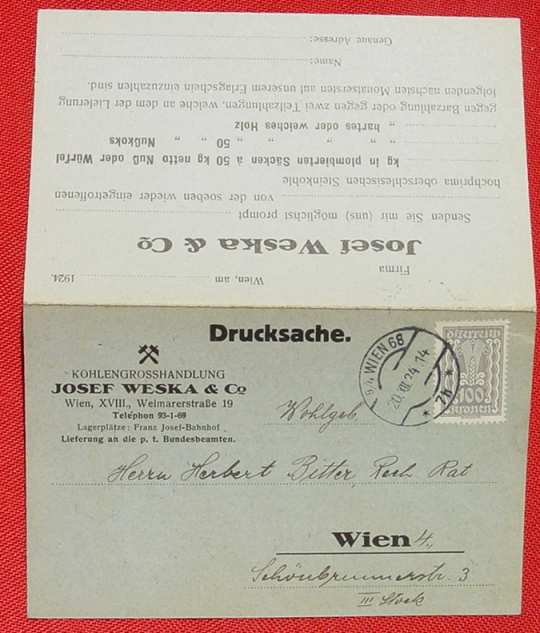 Firma
Wien, am ........................ 1924.
Josef Weska & Co
Senden Sie mir (uns) möglichst prompt
von der soeben wieder eingetroffenen
hochprima oberschlesischen Steinkohle
kg in plombierten Säcken à 50 kg netto Nuß oder Würfel
" " " " 50 " " Nußkoks
" hartes oder weiches Holz
gegen Barzahlung oder gegen zwei Teilzahlungen, welche an dem der Lieferung
folgenden nächsten Monatsersten auf unserem Erlagschein einzuzahlen sind.
Name:
Genaue Adresse:
Drucksache.
KOHLENGROSSHANDLUNG
JOSEF WESKA & Co
Wien, XVIII., Weimarerstraße 19
Telephon 93-1-69
Lagerplätze: Franz Josef-Bahnhof
Lieferung an die p. t. Bundesbeamten.
WIEN 68
20.VII.24.14
ÖSTERREICH
100
KRONEN
Wohlgeb.
Herrn Herbert Bitter, Rech. Rat
Wien 4.,
Schönbrunnerstr. 3
III Stock